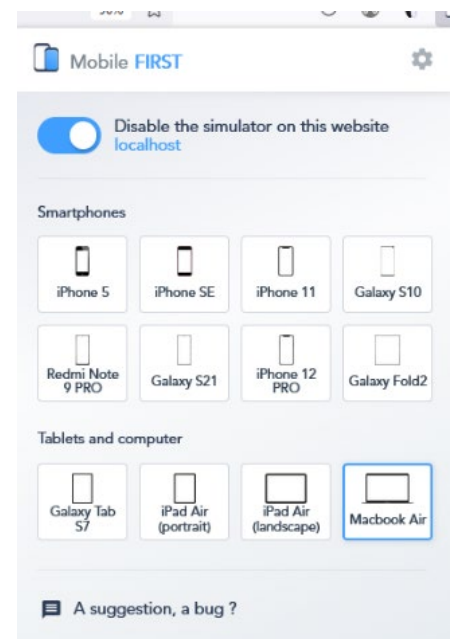 Mobile FIRST
Disable the simulator on this website
localhost
Smartphones
iPhone 5
iPhone SE
iPhone 11
Galaxy S10
Redmi Note
9 PRO
Galaxy S21
iPhone 12
PRO
Galaxy Fold2
Tablets and computer
Galaxy Tab
S7
iPad Air
(portrait)
iPad Air
(landscape)
Macbook Air
A suggestion, a bug ?